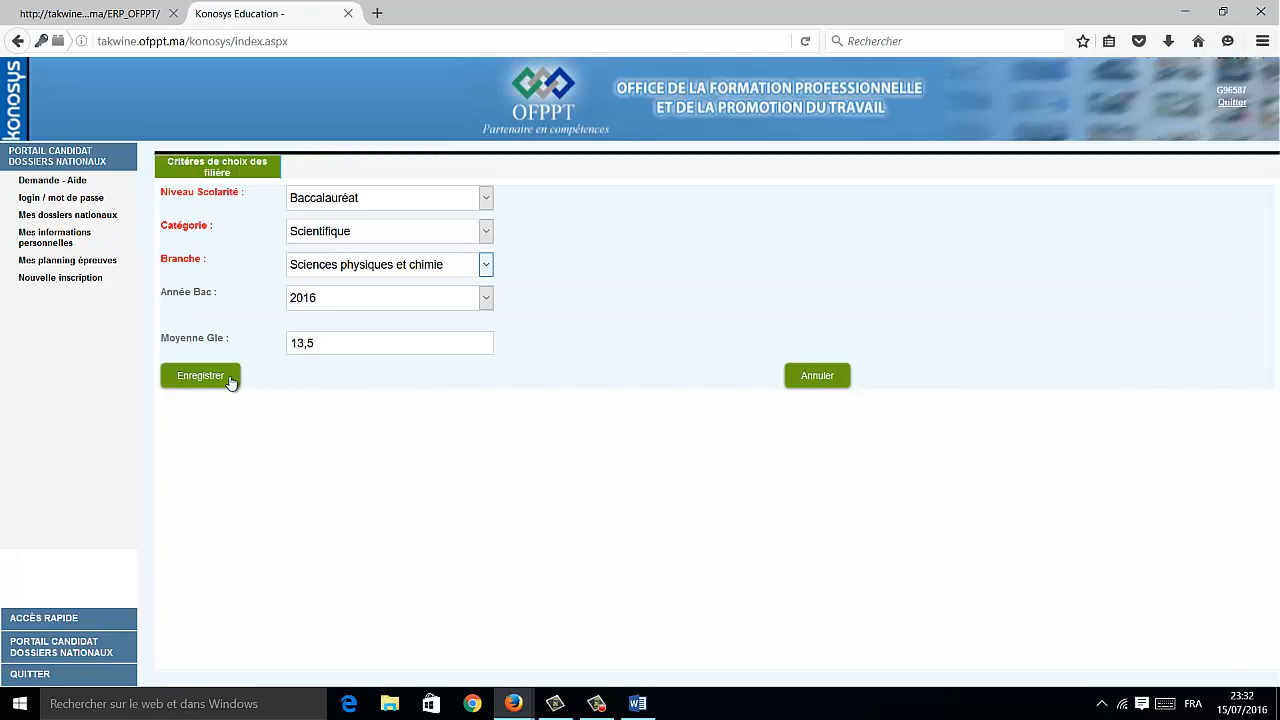 http://takwine...ma/ERP_OFPPT/
Konosys Education -
takwine.ofppt.ma/konosys/index.aspx
Rechercher
konosys
OFPPT
Partenaire en compétences
OFFICE DE LA FORMATION PROFESSIONNELLE
ET DE LA PROMOTION DU TRAVAIL
G96587
Quitter
PORTAIL CANDIDAT
DOSSIERS NATIONAUX
Demande - Aide
login / mot de passe
Mes dossiers nationaux
Mes informations
personnelles
Mes planning épreuves
Nouvelle inscription
Critéres de choix des
filière
Niveau Scolarité :
Baccalauréat
Catégorie :
Scientifique
Branche :
Sciences physiques et chimie
Année Bac :
2016
Moyenne Gle :
13,5
Enregistrer
Annuler
ACCÈS RAPIDE
PORTAIL CANDIDAT
DOSSIERS NATIONAUX
QUITTER
Rechercher sur le web et dans Windows
FRA
23:32
15/07/2016